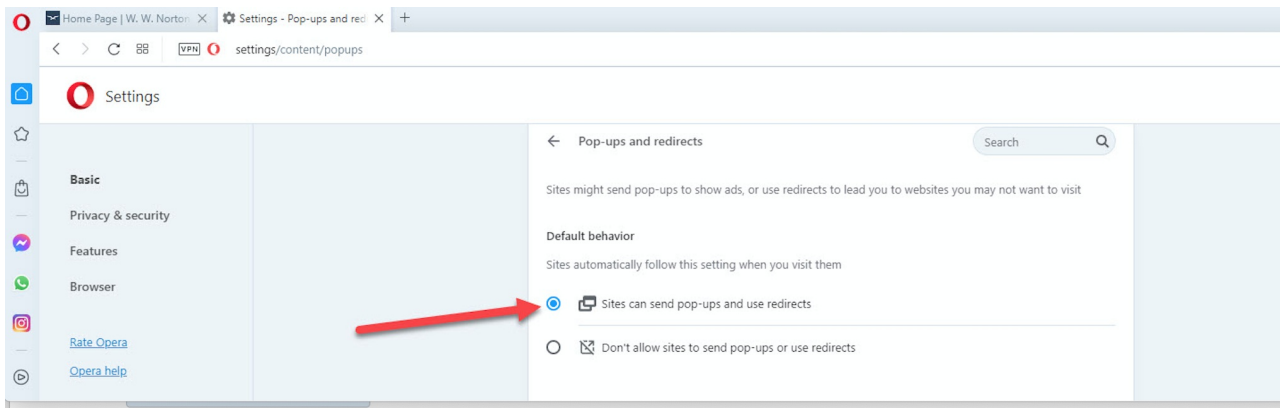 Home Page | W. W. Norton
Settings - Pop-ups and red
VPN
settings/content/popups
Settings
Pop-ups and redirects
Search
Basic
Privacy & security
Features
Browser
Rate Opera
Opera help
Sites might send pop-ups to show ads, or use redirects to lead you to websites you may not want to visit
Default behavior
Sites automatically follow this setting when you visit them
Sites can send pop-ups and use redirects
Don't allow sites to send pop-ups or use redirects